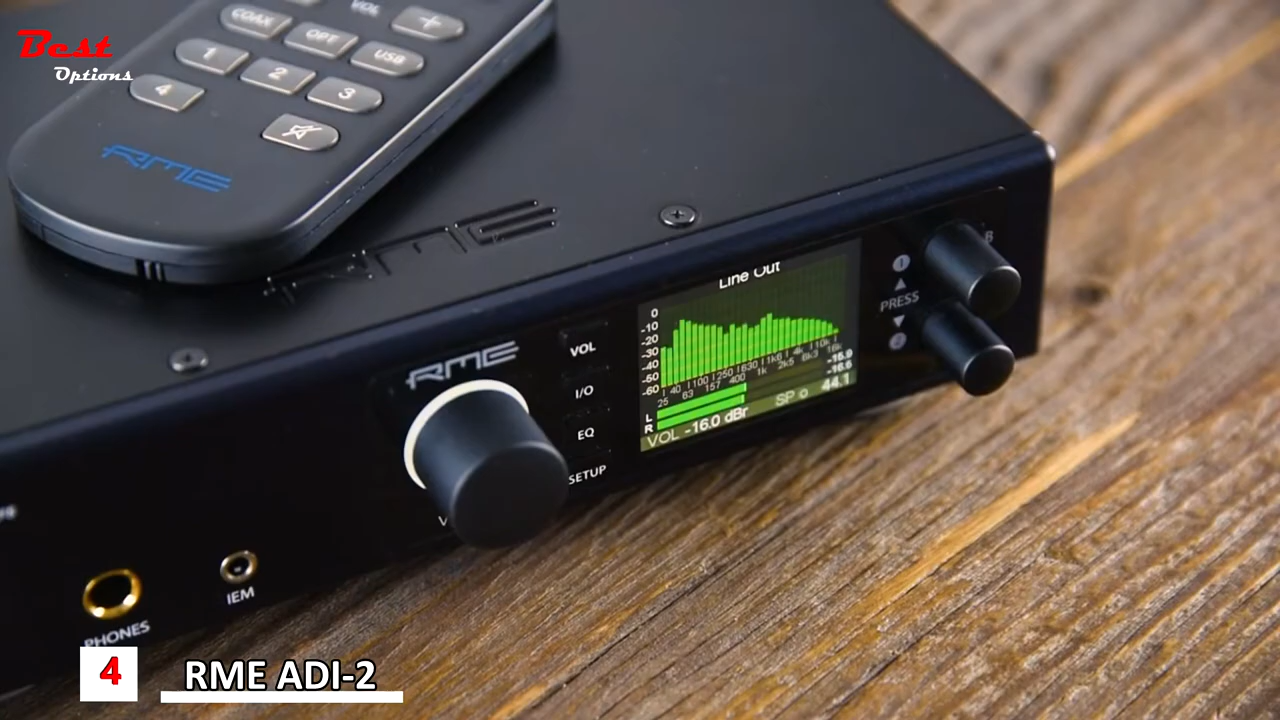 Best
Options
VOL
+
COAX
OPT
USB
1
2
3
4
RME
RME
RME
VOL
I/O
EQ
SETUP
Line Out
0
-10
-20
-30
-40
-50
-60
40 100 250 630 1k6 4k 10k 16k
25 63 157 400 1k 2k5 6k3
L
R
-16.9
-16.6
VOL -16.0 dBr SP 44.1
B
1
PRESS
2
IEM
PHONES
4 RME ADI-2